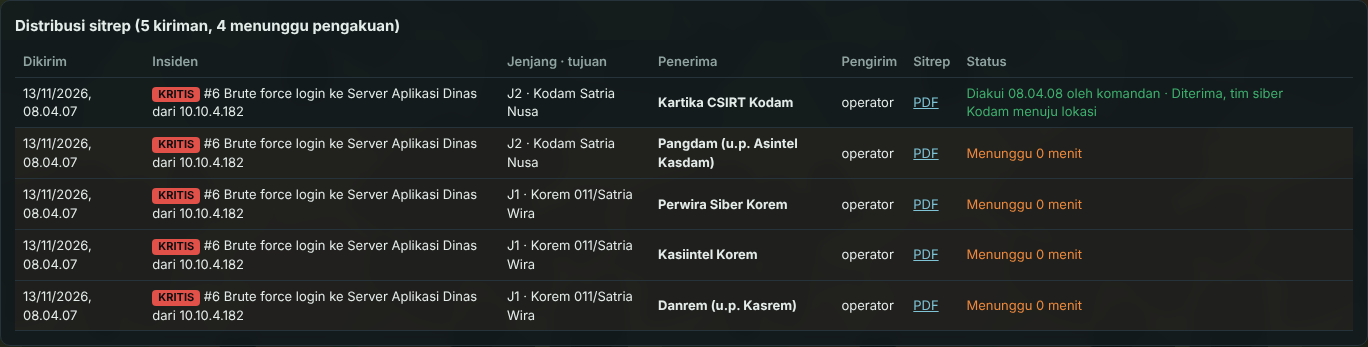 Distribusi sitrep (5 kiriman, 4 menunggu pengakuan)
Dikirim Insiden Jenjang · tujuan Penerima Pengirim Sitrep Status
13/11/2026, 08.04.07 KRITIS #6 Brute force login ke Server Aplikasi Dinas dari 10.10.4.182 J2 · Kodam Satria Nusa Kartika CSIRT Kodam operator PDF Diakui 08.04.08 oleh komandan · Diterima, tim siber Kodam menuju lokasi
13/11/2026, 08.04.07 KRITIS #6 Brute force login ke Server Aplikasi Dinas dari 10.10.4.182 J2 · Kodam Satria Nusa Pangdam (u.p. Asintel Kasdam) operator PDF Menunggu 0 menit
13/11/2026, 08.04.07 KRITIS #6 Brute force login ke Server Aplikasi Dinas dari 10.10.4.182 J1 · Korem 011/Satria Wira Perwira Siber Korem operator PDF Menunggu 0 menit
13/11/2026, 08.04.07 KRITIS #6 Brute force login ke Server Aplikasi Dinas dari 10.10.4.182 J1 · Korem 011/Satria Wira Kasiintel Korem operator PDF Menunggu 0 menit
13/11/2026, 08.04.07 KRITIS #6 Brute force login ke Server Aplikasi Dinas dari 10.10.4.182 J1 · Korem 011/Satria Wira Danrem (u.p. Kasrem) operator PDF Menunggu 0 menit